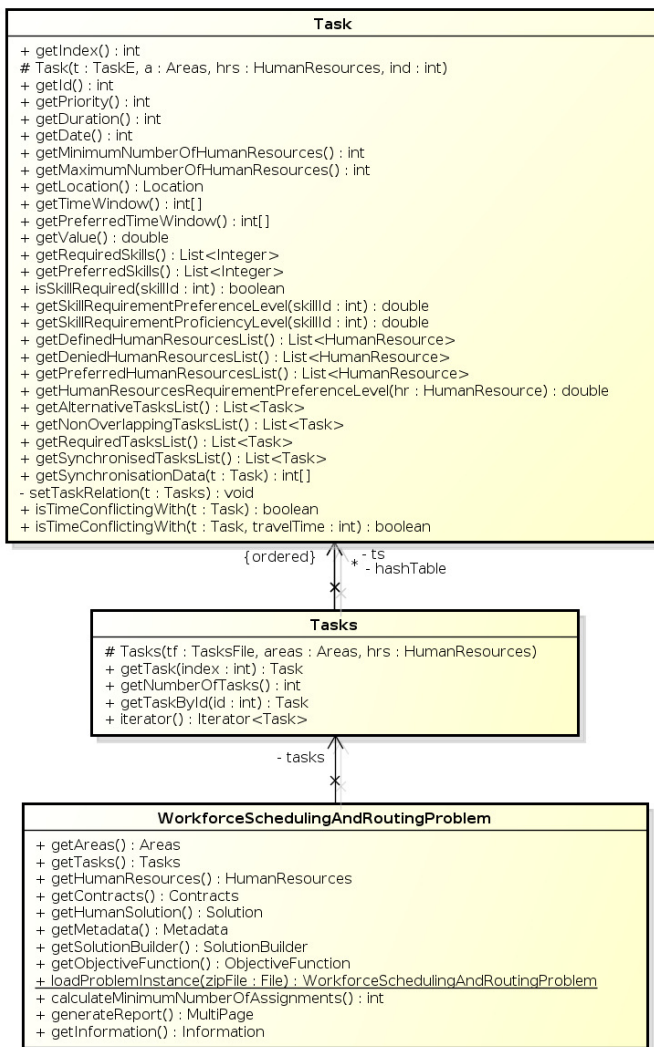 Task
+ getIndex() : int
# Task(t : TaskE, a : Areas, hrs : HumanResources, ind : int)
+ getId() : int
+ getPriority() : int
+ getDuration() : int
+ getDate() : int
+ getMinimumNumberOfHumanResources() : int
+ getMaximumNumberOfHumanResources() : int
+ getLocation() : Location
+ getTimeWindow() : int[]
+ getPreferredTimeWindow() : int[]
+ getValue() : double
+ getRequiredSkills() : List<Integer>
+ getPreferredSkills() : List<Integer>
+ isSkillRequired(skillId : int) : boolean
+ getSkillRequirementPreferenceLevel(skillId : int) : double
+ getSkillRequirementProficiencyLevel(skillId : int) : double
+ getDefinedHumanResourcesList() : List<HumanResource>
+ getDeniedHumanResourcesList() : List<HumanResource>
+ getPreferredHumanResourcesList() : List<HumanResource>
+ getHumanResourcesRequirementPreferenceLevel(hr : HumanResource) : double
+ getAlternativeTasksList() : List<Task>
+ getNonOverlappingTasksList() : List<Task>
+ getRequiredTasksList() : List<Task>
+ getSynchronisedTasksList() : List<Task>
+ getSynchronisationData(t : Task) : int[]
- setTaskRelation(t : Tasks) : void
+ isTimeConflictingWith(t : Task) : boolean
+ isTimeConflictingWith(t : Task, travelTime : int) : boolean
{ordered} - ts
* - hashTable
Tasks
# Tasks(tf : TasksFile, areas : Areas, hrs : HumanResources)
+ getTask(index : int) : Task
+ getNumberOfTasks() : int
+ getTaskById(id : int) : Task
+ iterator() : Iterator<Task>
- tasks
WorkforceSchedulingAndRoutingProblem
+ getAreas() : Areas
+ getTasks() : Tasks
+ getHumanResources() : HumanResources
+ getContracts() : Contracts
+ getHumanSolution() : Solution
+ getMetadata() : Metadata
+ getSolutionBuilder() : SolutionBuilder
+ getObjectiveFunction() : ObjectiveFunction
+ loadProblemInstance(zipFile : File) : WorkforceSchedulingAndRoutingProblem
+ calculateMinimumNumberOfAssignments() : int
+ generateReport() : MultiPage
+ getInformation() : Information